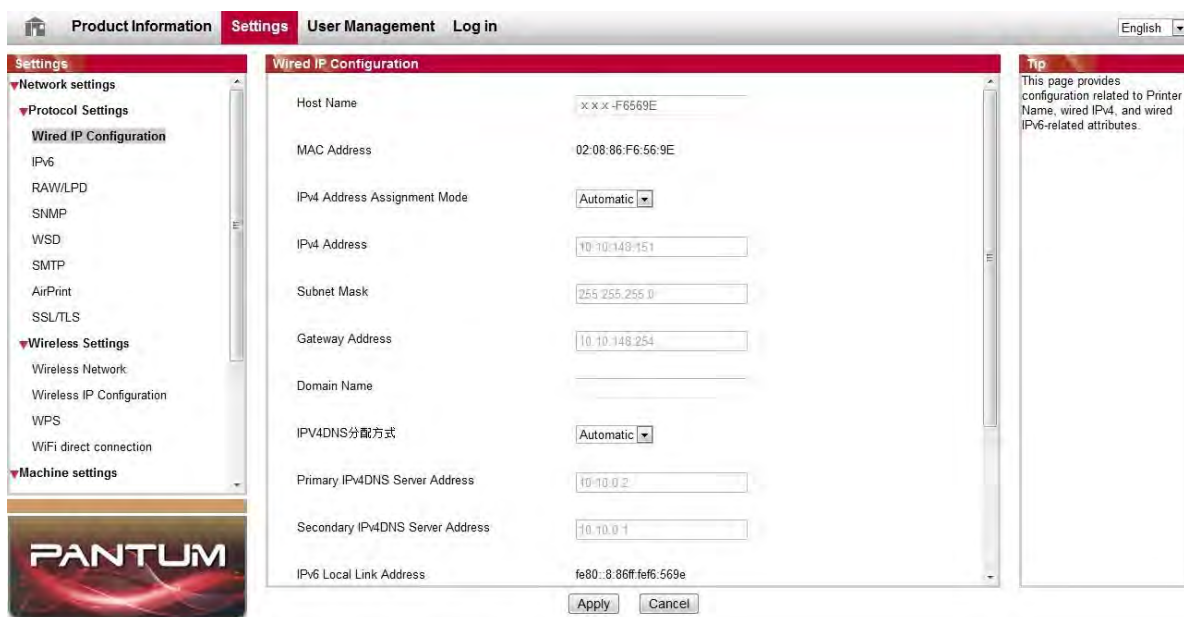 Product Information Settings User Management Log in English
Settings
Network settings
Protocol Settings
Wired IP Configuration
IPv6
RAW/LPD
SNMP
WSD
SMTP
AirPrint
SSL/TLS
Wireless Settings
Wireless Network
Wireless IP Configuration
WPS
WiFi direct connection
Machine settings
PANTUM
Wired IP Configuration
Host Name x x x -F6569E
MAC Address 02:08:86:F6:56:9E
IPv4 Address Assignment Mode Automatic
IPv4 Address 10.10.148.151
Subnet Mask 255.255.255.0
Gateway Address 10.10.148.254
Domain Name
IPV4DNS分配方式 Automatic
Primary IPv4DNS Server Address 10.10.0.2
Secondary IPv4DNS Server Address 10.10.0.1
IPv6 Local Link Address fe80::8:86ff:fef6:569e
Apply Cancel
Tip
This page provides
configuration related to Printer
Name, wired IPv4, and wired
IPv6-related attributes.